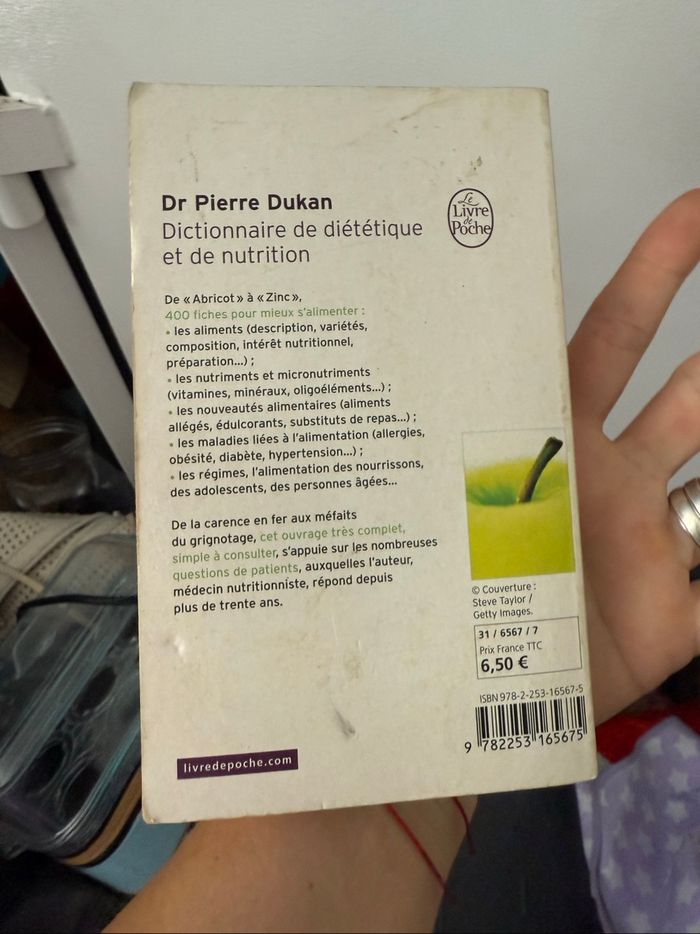 Dr Pierre Dukan
Dictionnaire de diététique
et de nutrition
Le
Livre
de
Poche
De « Abricot » à « Zinc »,
400 fiches pour mieux s'alimenter :
• les aliments (description, variétés,
composition, intérêt nutritionnel,
préparation...) ;
• les nutriments et micronutriments
(vitamines, minéraux, oligoéléments...) ;
• les nouveautés alimentaires (aliments
allégés, édulcorants, substituts de repas...) ;
• les maladies liées à l'alimentation (allergies,
obésité, diabète, hypertension...) ;
• les régimes, l'alimentation des nourrissons,
des adolescents, des personnes âgées...
De la carence en fer aux méfaits
du grignotage, cet ouvrage très complet,
simple à consulter, s'appuie sur les nombreuses
questions de patients, auxquelles l'auteur,
médecin nutritionniste, répond depuis
plus de trente ans.
© Couverture :
Steve Taylor /
Getty Images.
31 / 6567 / 7
Prix France TTC
6,50 €
ISBN 978-2-253-16567-5
9 782253 165675
livredepoche.com